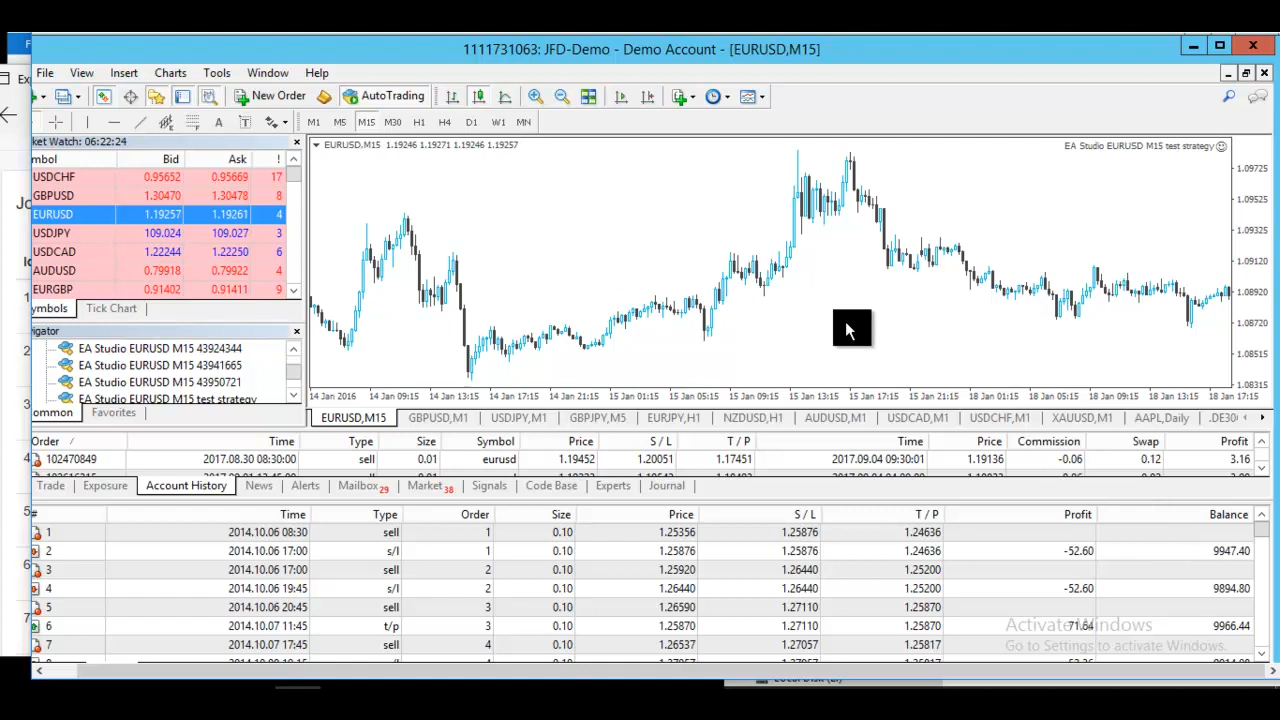 1111731063: JFD-Demo - Demo Account - [EURUSD,M15]
File View Insert Charts Tools Window Help
New Order AutoTrading
M1 M5 M15 M30 H1 H4 D1 W1 MN
ket Watch: 06:22:24
mbol Bid Ask !
USDCHF 0.95652 0.95669 17
GBPUSD 1.30470 1.30478 8
EURUSD 1.19257 1.19261 4
USDJPY 109.024 109.027 3
USDCAD 1.22244 1.22250 6
AUDUSD 0.79918 0.79922 4
EURGBP 0.91402 0.91411 9
ymbols Tick Chart
vigator
EA Studio EURUSD M15 43924344
EA Studio EURUSD M15 43941665
EA Studio EURUSD M15 43950721
EA Studio EURUSD M15 test strategy
ommon Favorites
EURUSD,M15 1.19246 1.19271 1.19246 1.19257
EA Studio EURUSD M15 test strategy
1.09725
1.09525
1.09325
1.09120
1.08920
1.08720
1.08515
1.08315
14 Jan 2016 14 Jan 09:15 14 Jan 13:15 14 Jan 17:15 14 Jan 21:15 15 Jan 01:15 15 Jan 05:15 15 Jan 09:15 15 Jan 13:15 15 Jan 17:15 15 Jan 21:15 18 Jan 01:15 18 Jan 05:15 18 Jan 09:15 18 Jan 13:15 18 Jan 17:15
EURUSD,M15 GBPUSD,M1 USDJPY,M1 GBPJPY,M5 EURJPY,H1 NZDUSD,H1 AUDUSD,M1 USDCAD,M1 USDCHF,M1 XAUUSD,M1 AAPL,Daily .DE30
Order / Time Type Size Symbol Price S / L T / P Time Price Commission Swap Profit
102470849 2017.08.30 08:30:00 sell 0.01 eurusd 1.19452 1.20051 1.17451 2017.09.04 09:30:01 1.19136 -0.06 0.12 3.16
Trade Exposure Account History News Alerts Mailbox 29 Market 38 Signals Code Base Experts Journal
# Time Type Order Size Price S / L T / P Profit Balance
1 2014.10.06 08:30 sell 1 0.10 1.25356 1.25876 1.24636
2 2014.10.06 17:00 s/l 1 0.10 1.25876 1.25876 1.24636 -52.60 9947.40
3 2014.10.06 17:00 sell 2 0.10 1.25920 1.26440 1.25200
4 2014.10.06 19:45 s/l 2 0.10 1.26440 1.26440 1.25200 -52.60 9894.80
5 2014.10.06 20:45 sell 3 0.10 1.26590 1.27110 1.25870
6 2014.10.07 11:45 t/p 3 0.10 1.25870 1.27110 1.25870 71.64 9966.44
7 2014.10.07 17:45 sell 4 0.10 1.26537 1.27057 1.25817
Activate Windows
Go to Settings to activate Windows.